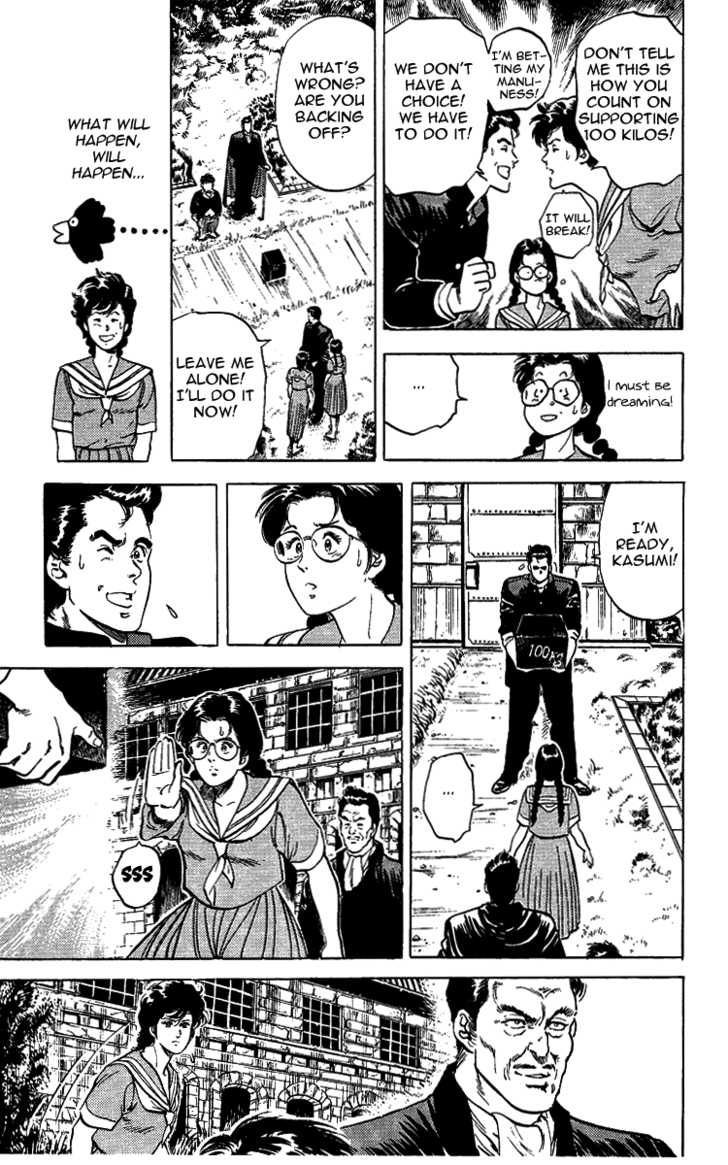 DON'T TELL
ME THIS IS
HOW YOU
COUNT ON
SUPPORTING
100 KILOS!
I'M BET-
TING MY
MANLI-
NESS!
WE DON'T
HAVE A
CHOICE!
WE HAVE
TO DO IT!
IT WILL
BREAK!
WHAT'S
WRONG?
ARE YOU
BACKING
OFF?
LEAVE ME
ALONE!
I'LL DO IT
NOW!
WHAT WILL
HAPPEN,
WILL
HAPPEN...
I must be
dreaming!
...
I'M
READY,
KASUMI!
100KG
...
SSS